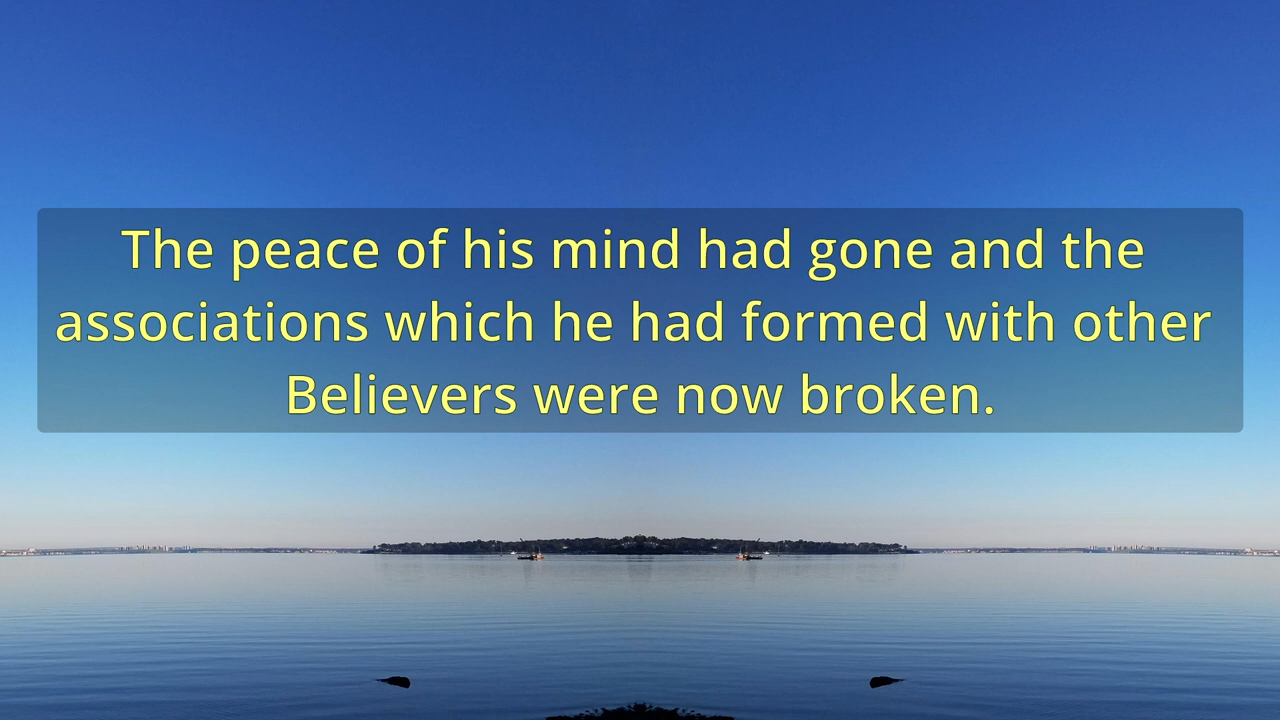 The peace of his mind had gone and the
associations which he had formed with other
Believers were now broken.